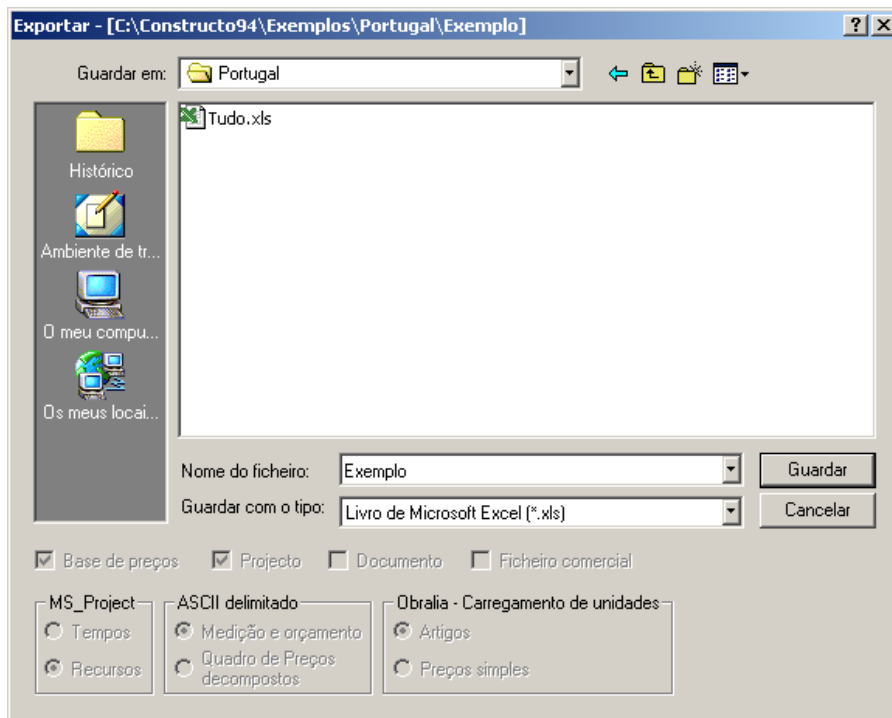 Exportar - [C:\Constructo94\Exemplos\Portugal\Exemplo]
Guardar em:
Portugal
Histórico
Ambiente de tr...
O meu compu...
Os meus locai...
Tudo.xls
Nome do ficheiro:
Exemplo
Guardar
Guardar com o tipo:
Livro de Microsoft Excel (*.xls)
Cancelar
Base de preços
Projecto
Documento
Ficheiro comercial
MS_Project
Tempos
Recursos
ASCII delimitado
Medição e orçamento
Quadro de Preços
decompostos
Obralia - Carregamento de unidades
Artigos
Preços simples